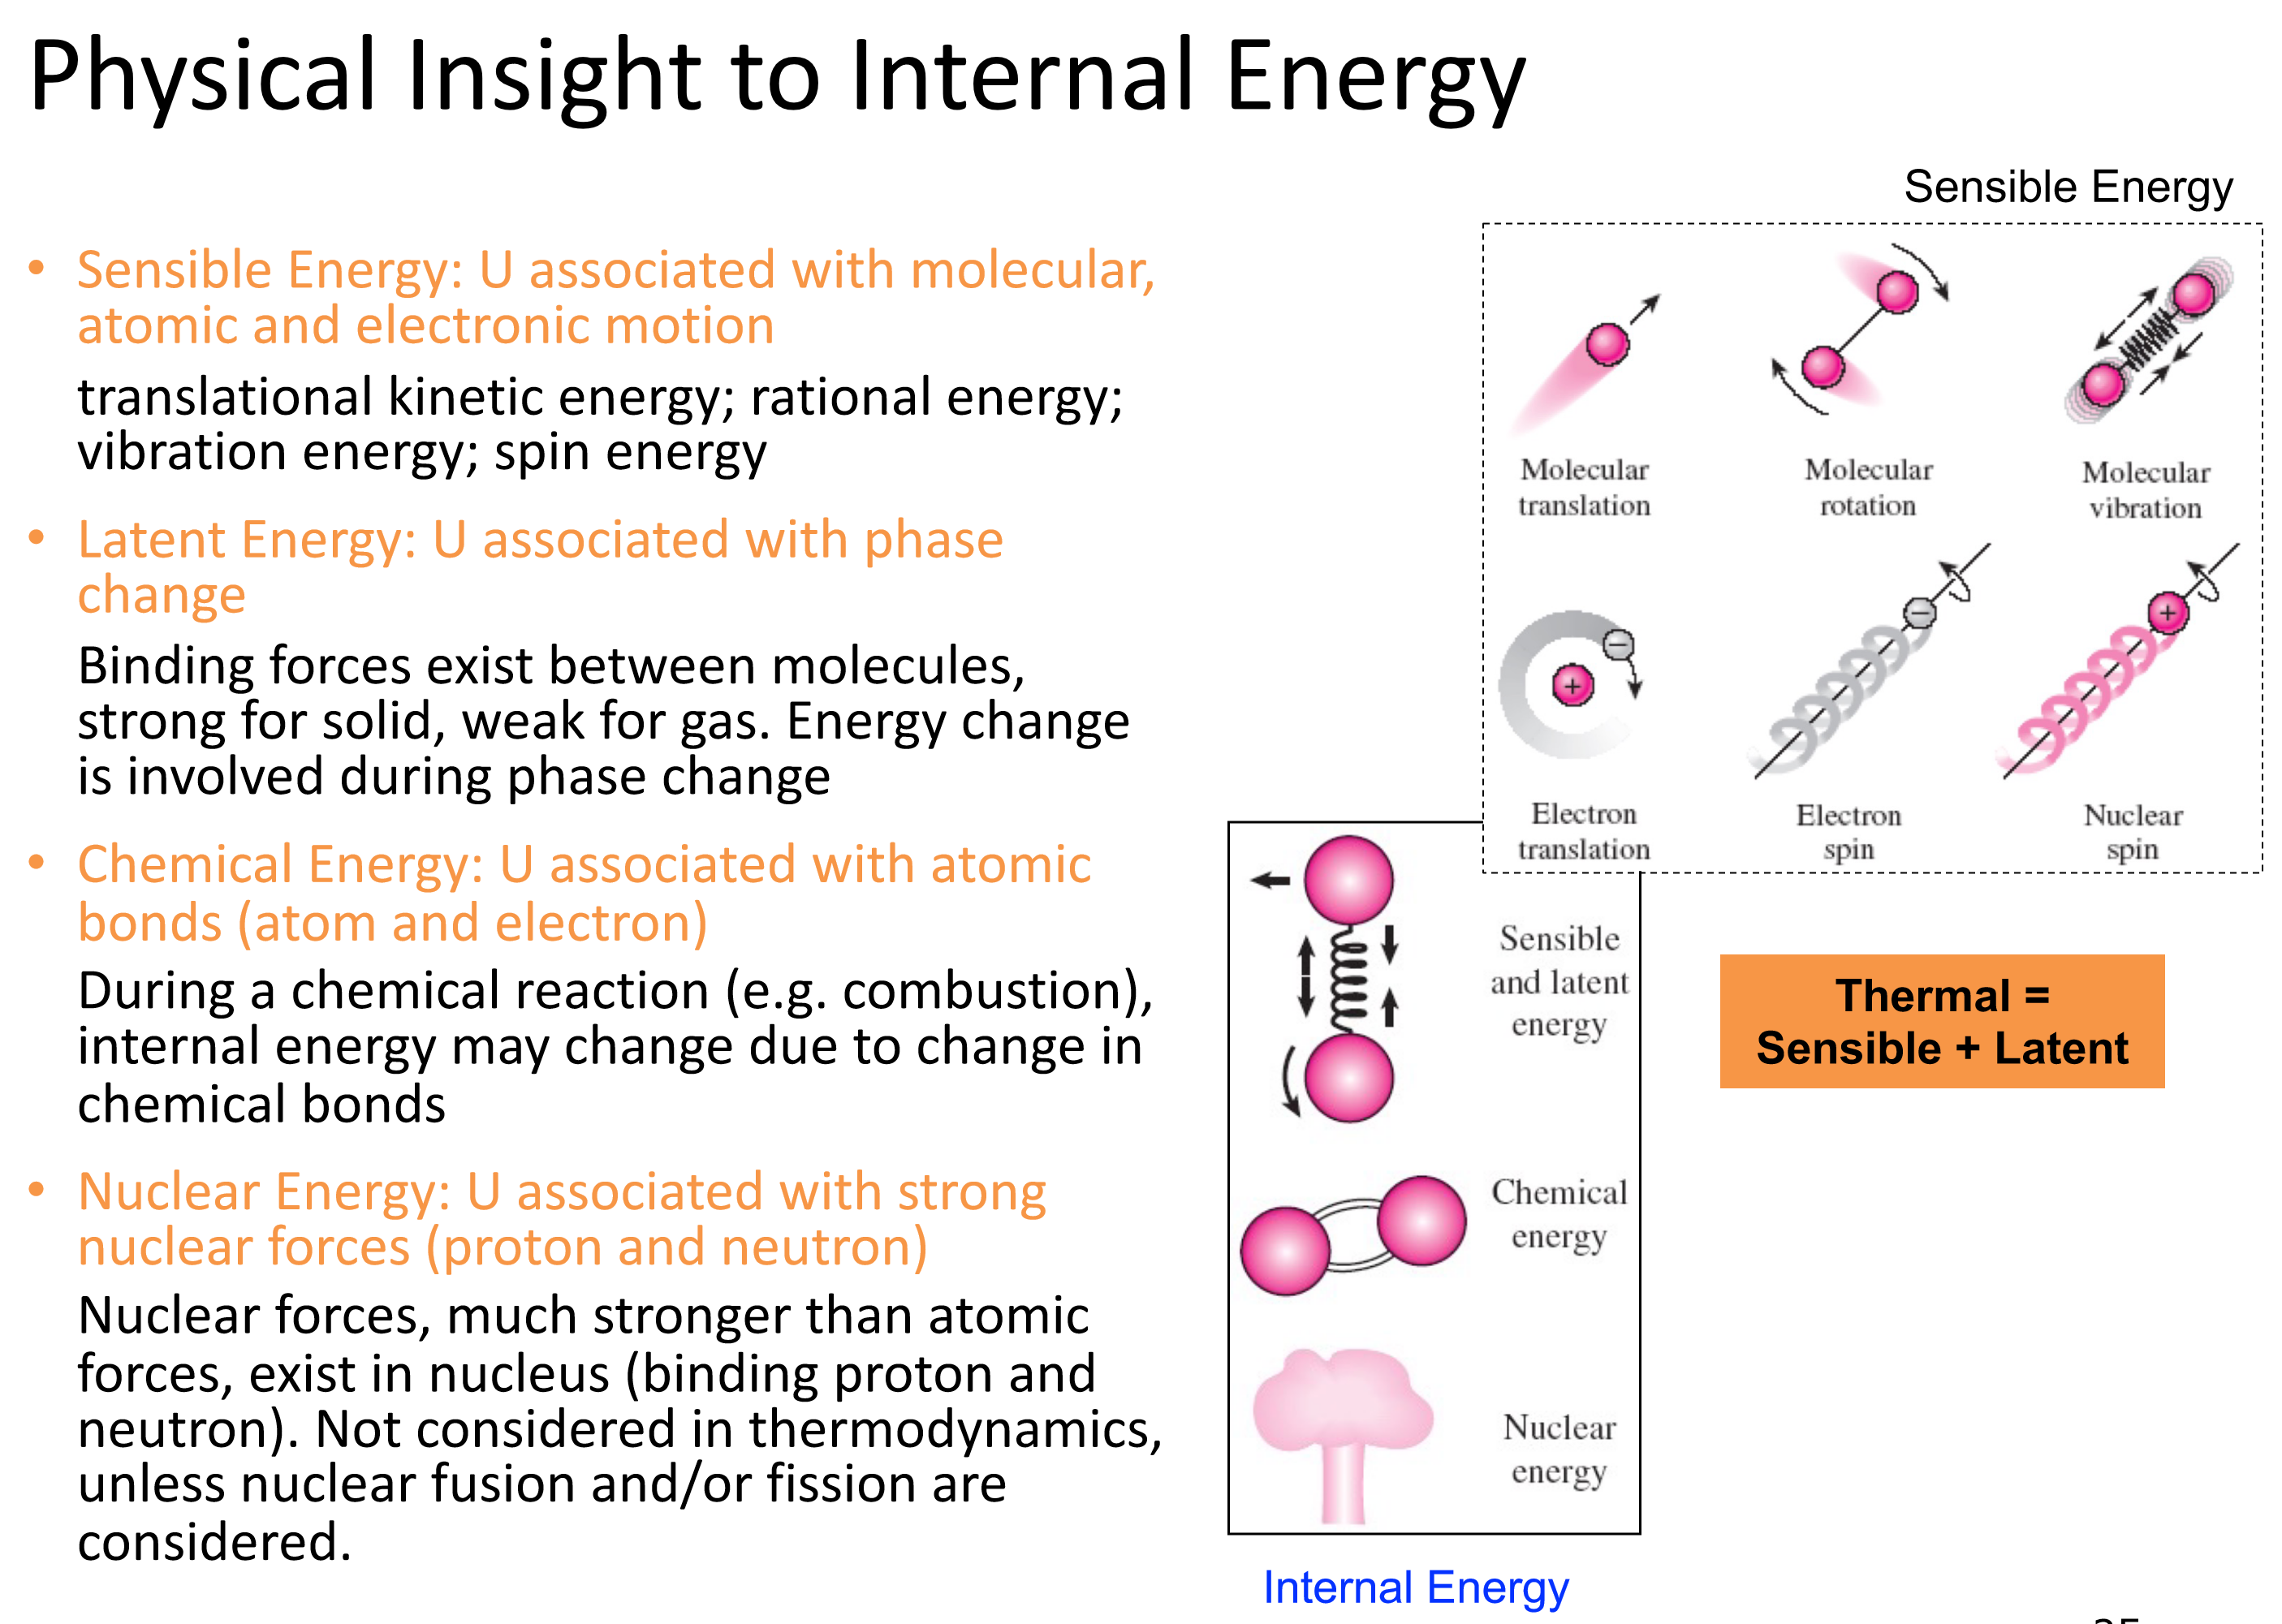 Physical Insight to Internal Energy
• Sensible Energy: U associated with molecular,
atomic and electronic motion
translational kinetic energy; rational energy;
vibration energy; spin energy
• Latent Energy: U associated with phase
change
Binding forces exist between molecules,
strong for solid, weak for gas. Energy change
is involved during phase change
• Chemical Energy: U associated with atomic
bonds (atom and electron)
During a chemical reaction (e.g. combustion),
internal energy may change due to change in
chemical bonds
• Nuclear Energy: U associated with strong
nuclear forces (proton and neutron)
Nuclear forces, much stronger than atomic
forces, exist in nucleus (binding proton and
neutron). Not considered in thermodynamics,
unless nuclear fusion and/or fission are
considered.
Sensible Energy
Molecular
translation
Molecular
rotation
Molecular
vibration
−
+
−
+
Electron
translation
Electron
spin
Nuclear
spin
Sensible
and latent
energy
Chemical
energy
Nuclear
energy
Internal Energy
Thermal =
Sensible + Latent